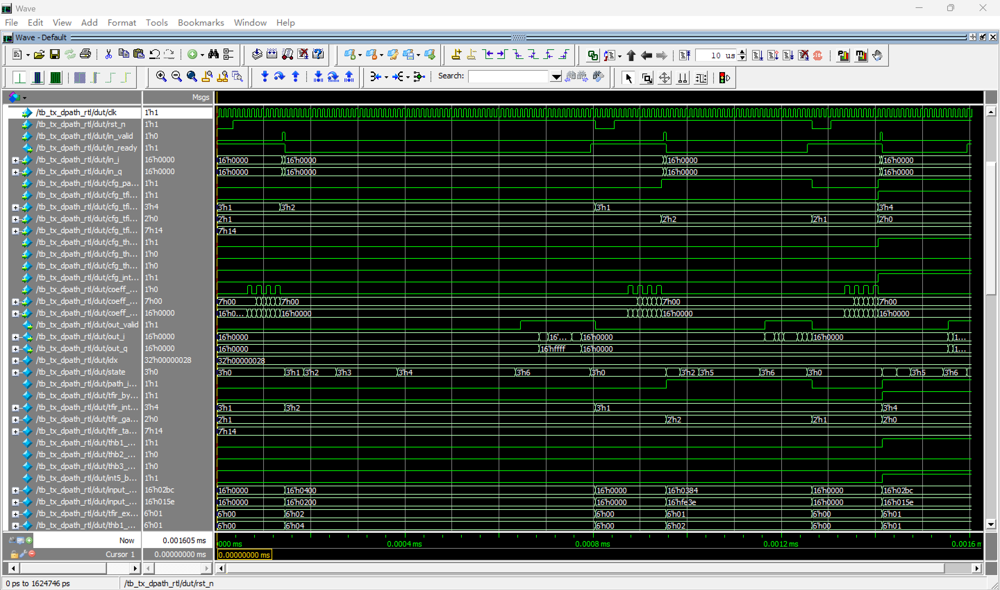 Wave
File Edit View Add Format Tools Bookmarks Window Help
Wave - Default
10 us
Search:
Msgs
/tb_tx_dpath_rtl/dut/clk 1'h1
/tb_tx_dpath_rtl/dut/rst_n 1'h1
/tb_tx_dpath_rtl/dut/in_valid 1'h0
/tb_tx_dpath_rtl/dut/in_ready 1'h1
/tb_tx_dpath_rtl/dut/in_i 16'h0000 16'h0000 16'h0000 16'h0000 16'h0000
/tb_tx_dpath_rtl/dut/in_q 16'h0000 16'h0000 16'h0000 16'h0000 16'h0000
/tb_tx_dpath_rtl/dut/cfg_pa... 1'h1
/tb_tx_dpath_rtl/dut/cfg_tfi... 1'h1
/tb_tx_dpath_rtl/dut/cfg_tfi... 3'h4 3'h1 3'h2 3'h1 3'h4
/tb_tx_dpath_rtl/dut/cfg_tfi... 2'h0 2'h1 2'h2 2'h1 2'h0
/tb_tx_dpath_rtl/dut/cfg_tfi... 7'h14 7'h14
/tb_tx_dpath_rtl/dut/cfg_th... 1'h1
/tb_tx_dpath_rtl/dut/cfg_th... 1'h0
/tb_tx_dpath_rtl/dut/cfg_th... 1'h0
/tb_tx_dpath_rtl/dut/cfg_int... 1'h1
/tb_tx_dpath_rtl/dut/coeff_... 1'h0
/tb_tx_dpath_rtl/dut/coeff_... 7'h00 7'h00 7'h00 7'h00 7'h00
/tb_tx_dpath_rtl/dut/coeff_... 16'h0000 16'h0... 16'h0000 16'h0000 16'h0000
/tb_tx_dpath_rtl/dut/out_valid 1'h1
/tb_tx_dpath_rtl/dut/out_i 16'h0000 16'h0000 16'... 16'h0000 16'h0000 1...
/tb_tx_dpath_rtl/dut/out_q 16'h0000 16'h0000 16'hffff 16'h0000 1...
/tb_tx_dpath_rtl/dut/idx 32'h00000028 32'h00000028
/tb_tx_dpath_rtl/dut/state 3'h0 3'h0 3'h1 3'h2 3'h3 3'h4 3'h6 3'h0 3'h2 3'h5 3'h6 3'h0 3'h5 3'h6
/tb_tx_dpath_rtl/dut/path_i... 1'h1
/tb_tx_dpath_rtl/dut/tfir_by... 1'h1
/tb_tx_dpath_rtl/dut/tfir_int... 3'h4 3'h1 3'h2 3'h1 3'h4
/tb_tx_dpath_rtl/dut/tfir_ga... 2'h0 2'h1 2'h2 2'h1 2'h0
/tb_tx_dpath_rtl/dut/tfir_ta... 7'h14 7'h14
/tb_tx_dpath_rtl/dut/thb1_... 1'h1
/tb_tx_dpath_rtl/dut/thb2_... 1'h0
/tb_tx_dpath_rtl/dut/thb3_... 1'h0
/tb_tx_dpath_rtl/dut/int5_b... 1'h1
/tb_tx_dpath_rtl/dut/input_... 16'h02bc 16'h0000 16'h0400 16'h0000 16'h0384 16'h0000 16'h02bc
/tb_tx_dpath_rtl/dut/input_... 16'h015e 16'h0000 16'h0200 16'h0000 16'hfe3e 16'h0000 16'h015e
/tb_tx_dpath_rtl/dut/tfir_ex... 6'h01 6'h00 6'h02 6'h00 6'h01 6'h00 6'h01
/tb_tx_dpath_rtl/dut/thb1_... 6'h01 6'h00 6'h04 6'h00 6'h02 6'h00 6'h01
Now 0.001605 ms 000 ms 0.0004 ms 0.0008 ms 0.0012 ms 0.0016
Cursor 1 0.00000000 ms 0.00000000 ms
0 ps to 1624746 ps /tb_tx_dpath_rtl/dut/rst_n